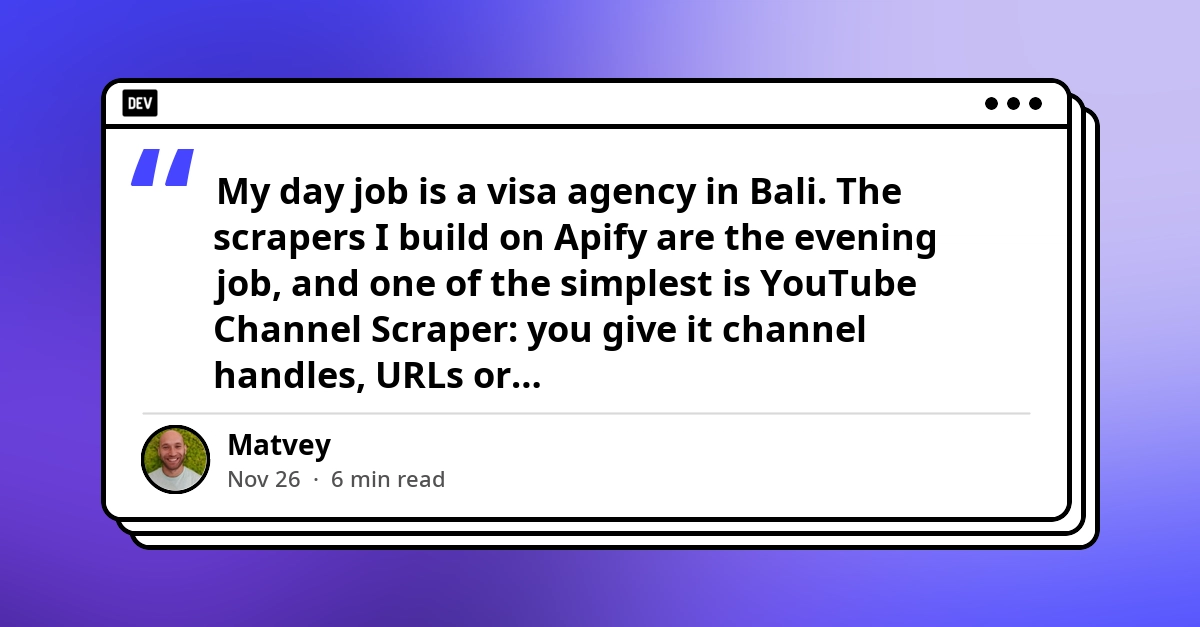 DEV
“ My day job is a visa agency in Bali. The
scrapers I build on Apify are the evening
job, and one of the simplest is YouTube
Channel Scraper: you give it channel
handles, URLs or...
Matvey
Nov 26 · 6 min read